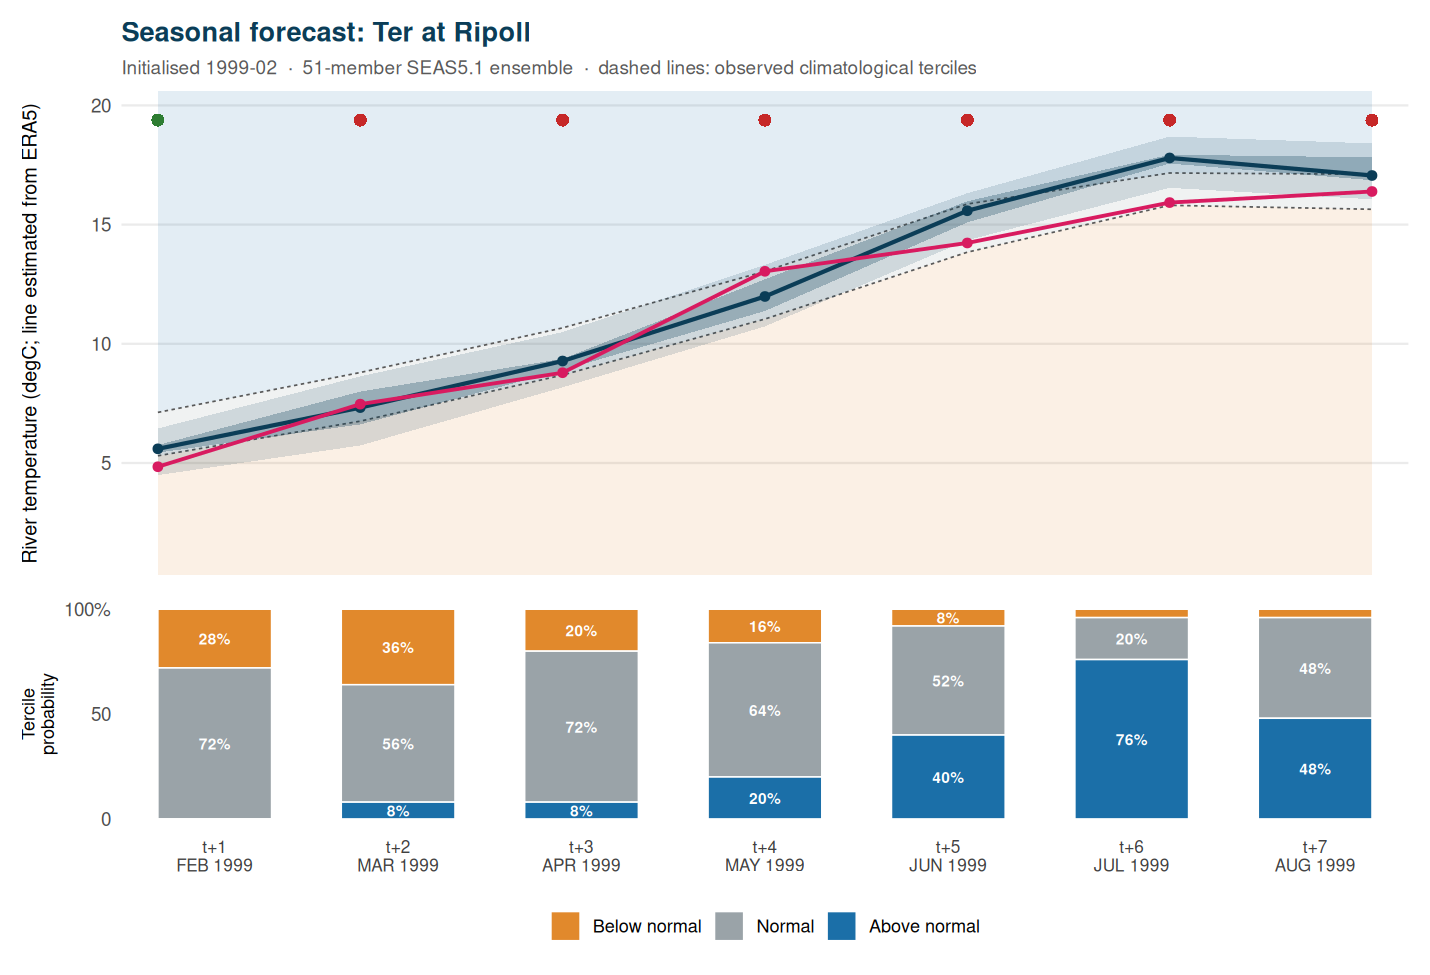 Seasonal forecast: Ter at Ripoll
Initialised 1999-02 · 51-member SEAS5.1 ensemble · dashed lines: observed climatological terciles
River temperature (degC; line estimated from ERA5)
20
15
10
5
Tercile
probability
100%
50
0
28%
36%
20%
16%
8%
20%
48%
72%
56%
72%
64%
52%
76%
48%
8%
8%
20%
40%
t+1
FEB 1999
t+2
MAR 1999
t+3
APR 1999
t+4
MAY 1999
t+5
JUN 1999
t+6
JUL 1999
t+7
AUG 1999
Below normal
Normal
Above normal